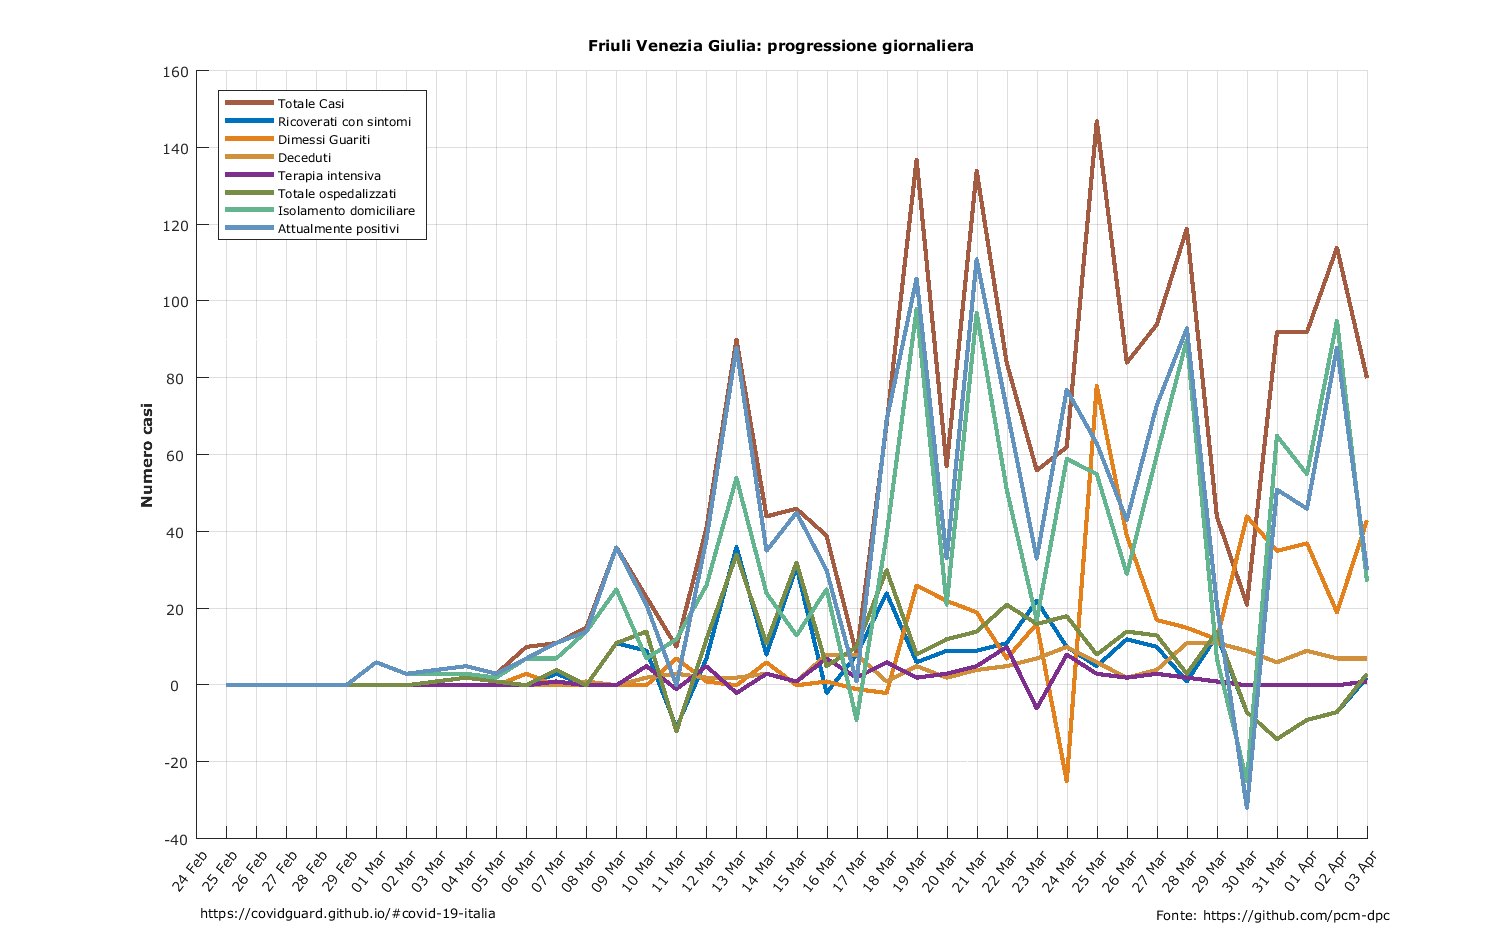 Friuli Venezia Giulia: progressione giornaliera
160
140
120
100
80
60
40
20
0
-20
-40
Numero casi
Totale Casi
Ricoverati con sintomi
Dimessi Guariti
Deceduti
Terapia intensiva
Totale ospedalizzati
Isolamento domiciliare
Attualmente positivi
24 Feb
25 Feb
26 Feb
27 Feb
28 Feb
29 Feb
01 Mar
02 Mar
03 Mar
04 Mar
05 Mar
06 Mar
07 Mar
08 Mar
09 Mar
10 Mar
11 Mar
12 Mar
13 Mar
14 Mar
15 Mar
16 Mar
17 Mar
18 Mar
19 Mar
20 Mar
21 Mar
22 Mar
23 Mar
24 Mar
25 Mar
26 Mar
27 Mar
28 Mar
29 Mar
30 Mar
31 Mar
01 Apr
02 Apr
03 Apr
https://covidguard.github.io/#covid-19-italia
Fonte: https://github.com/pcm-dpc